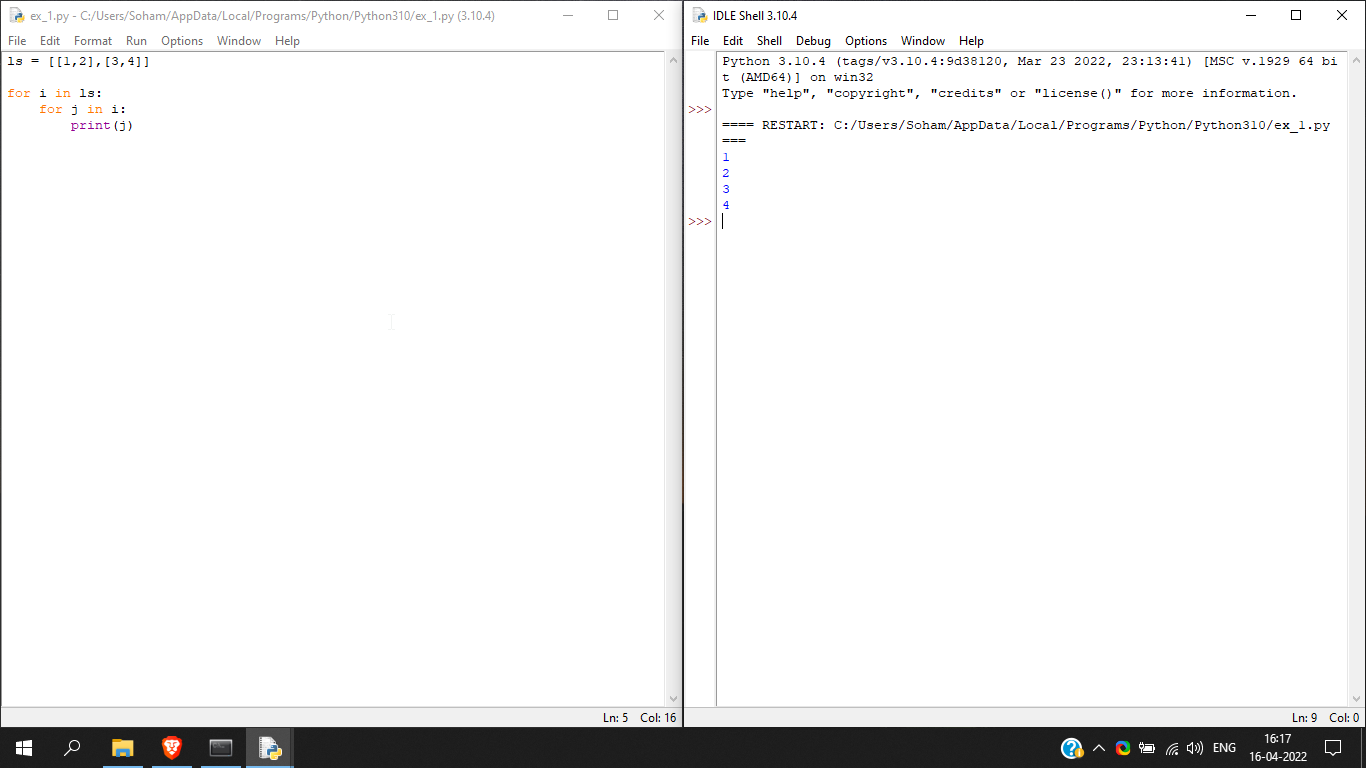 ex_1.py - C:/Users/Soham/AppData/Local/Programs/Python/Python310/ex_1.py (3.10.4)
File Edit Format Run Options Window Help
ls = [[1,2],[3,4]]
for i in ls:
    for j in i:
        print(j)
Ln: 5 Col: 16
IDLE Shell 3.10.4
File Edit Shell Debug Options Window Help
Python 3.10.4 (tags/v3.10.4:9d38120, Mar 23 2022, 23:13:41) [MSC v.1929 64 bi
t (AMD64)] on win32
Type "help", "copyright", "credits" or "license()" for more information.
>>>
==== RESTART: C:/Users/Soham/AppData/Local/Programs/Python/Python310/ex_1.py
===
1
2
3
4
>>>
Ln: 9 Col: 0
ENG
16:17
16-04-2022